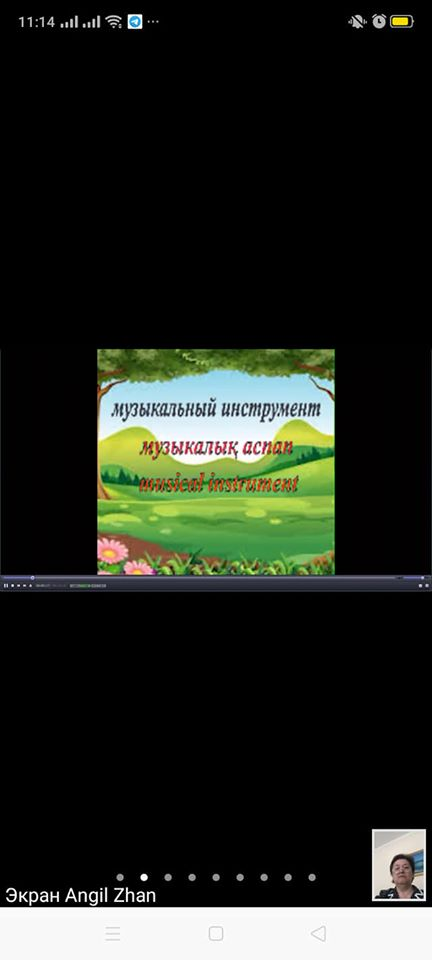 11:14
музыкальный инструмент
музыкалық аспап
musical instrument
Экран Angil Zhan